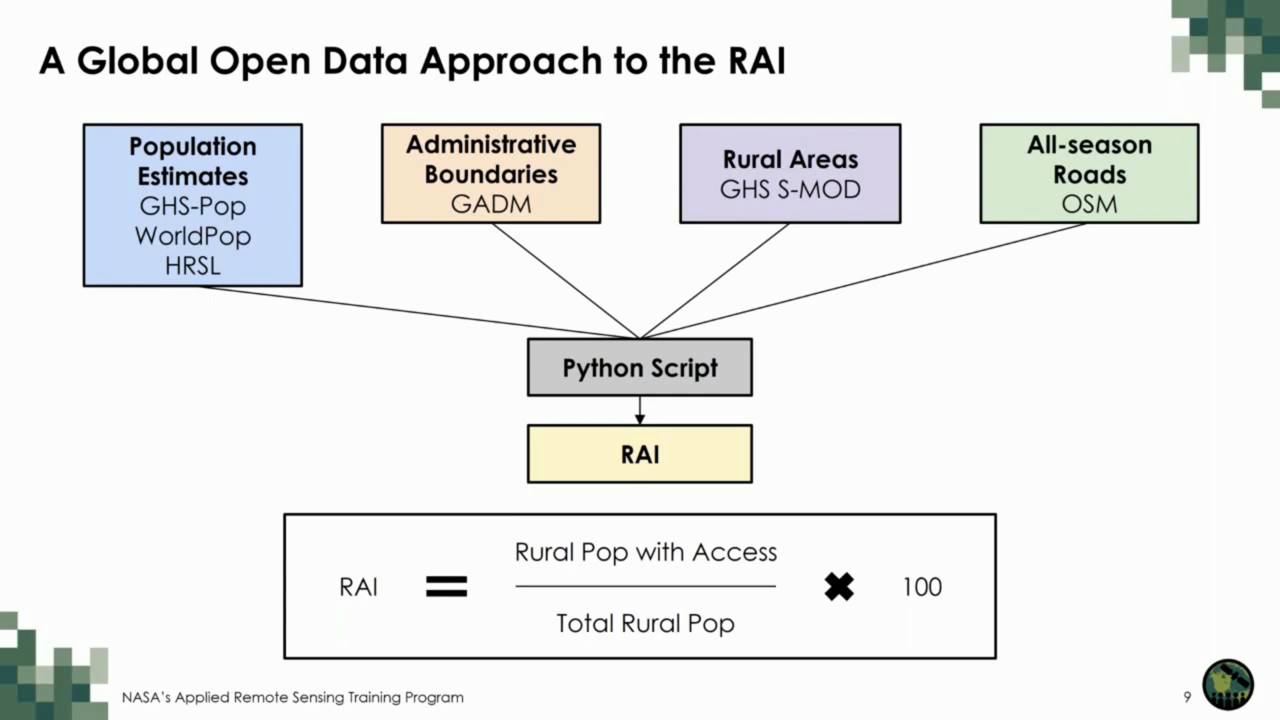 A Global Open Data Approach to the RAI
Population
Estimates
GHS-Pop
WorldPop
HRSL
Administrative
Boundaries
GADM
Rural Areas
GHS S-MOD
All-season
Roads
OSM
Python Script
RAI
Rural Pop with Access
RAI = ✖ 100
Total Rural Pop
NASA's Applied Remote Sensing Training Program
9